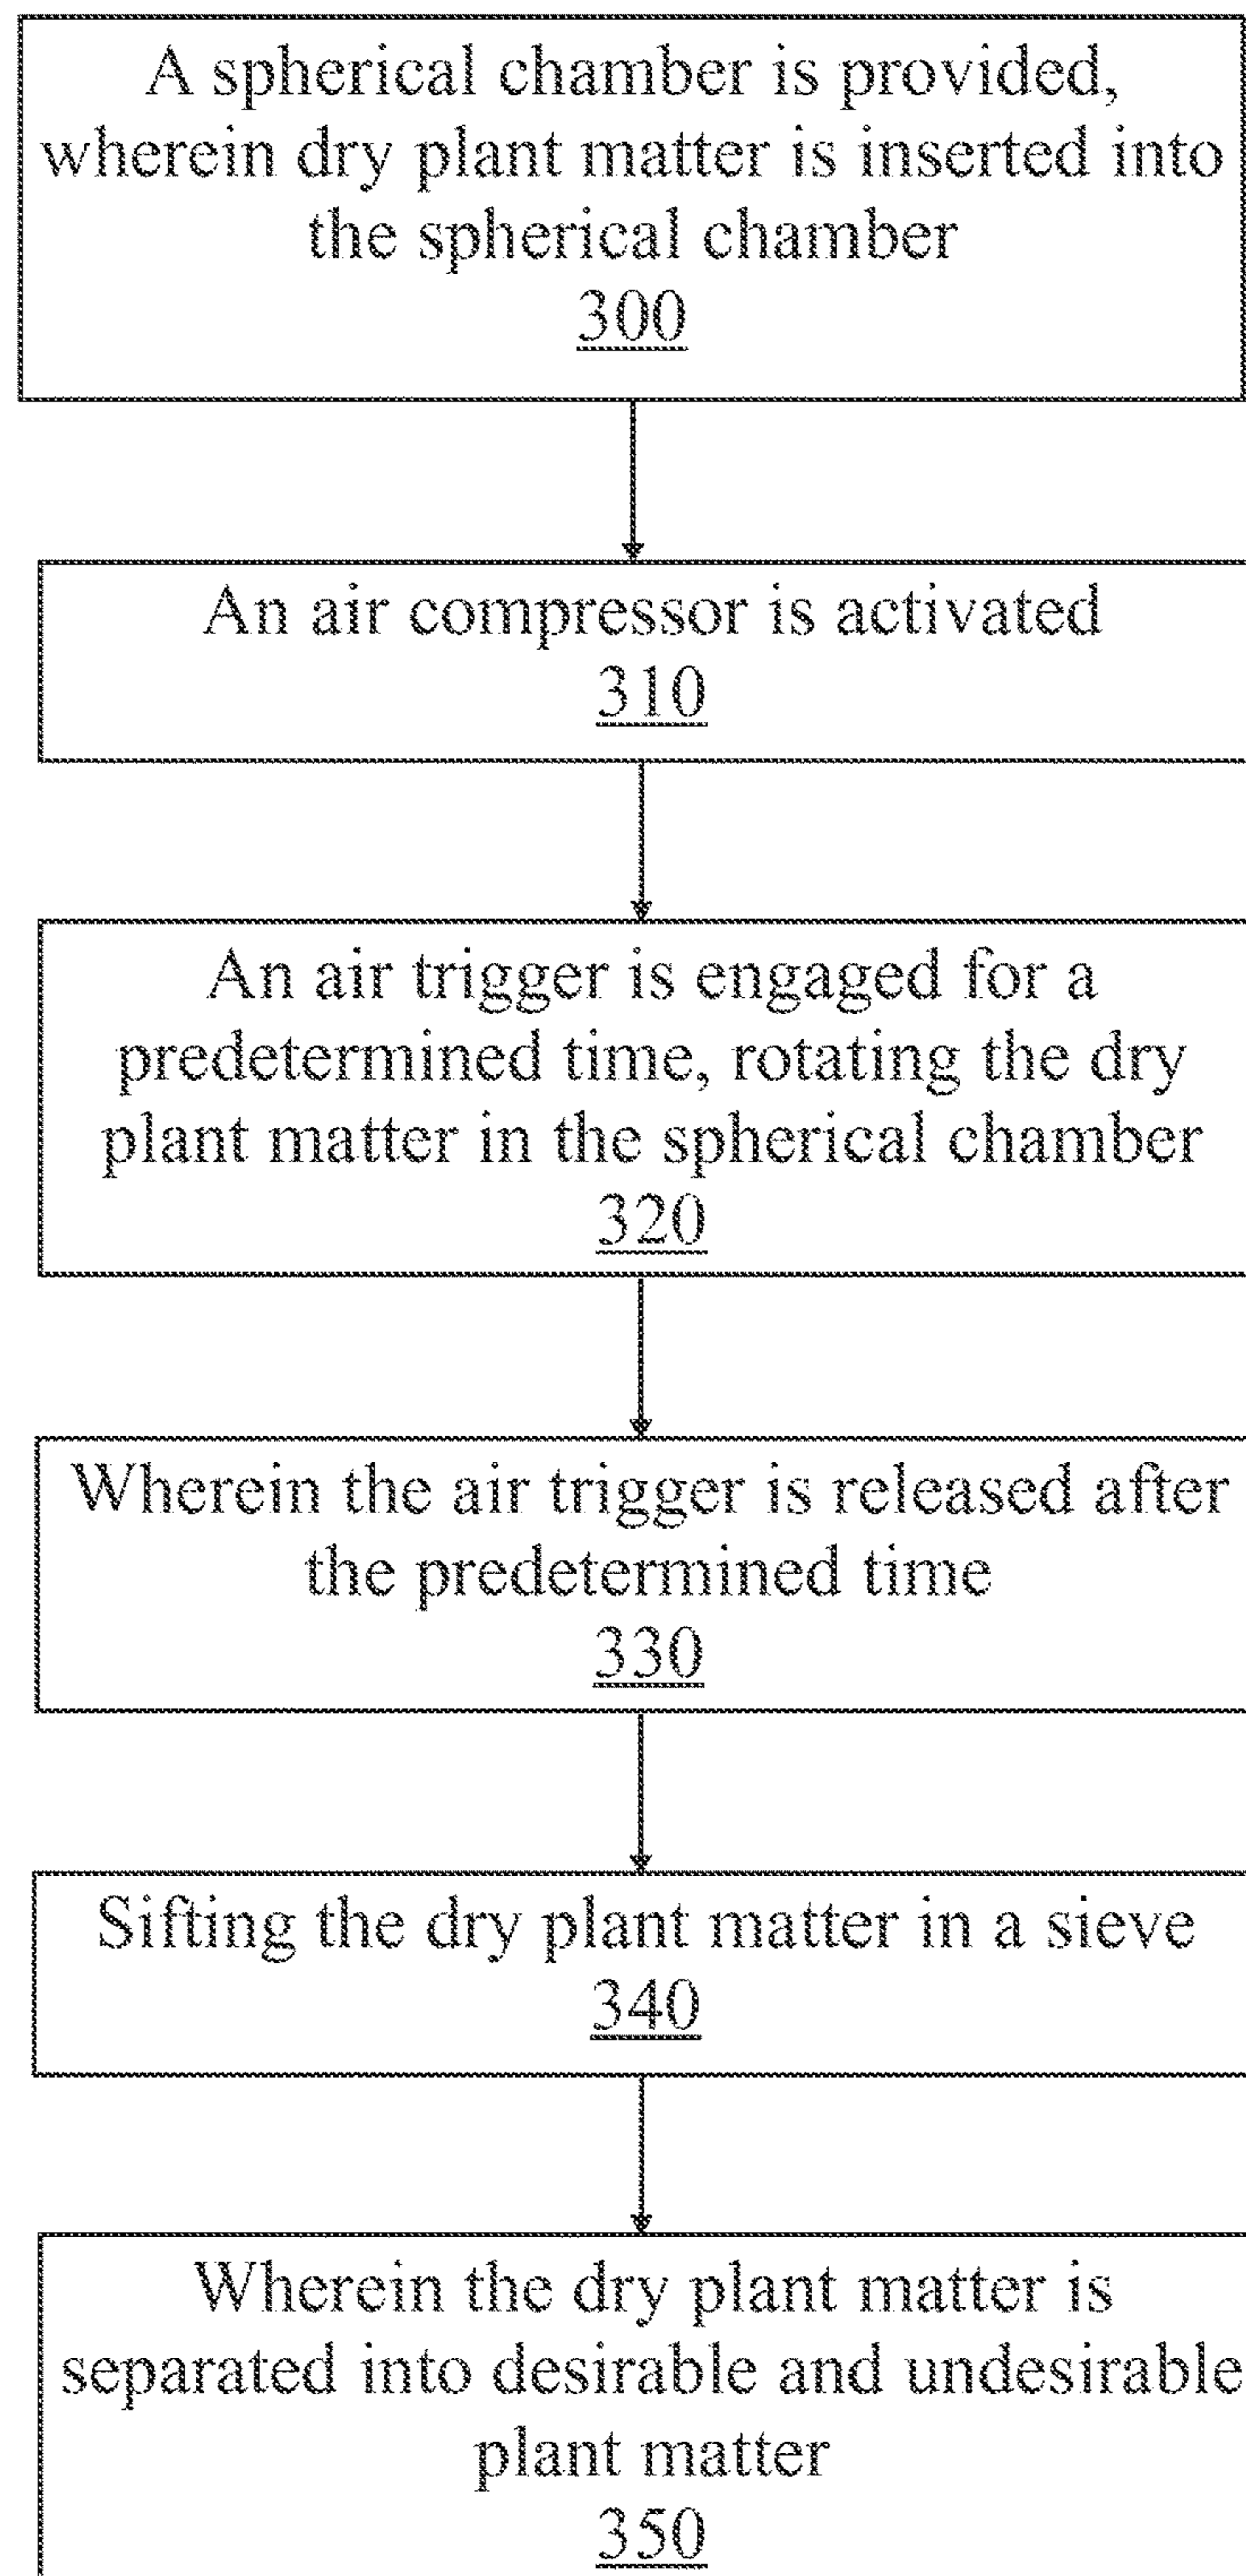 A spherical chamber is provided,
wherein dry plant matter is inserted into
the spherical chamber
300
An air compressor is activated
310
An air trigger is engaged for a
predetermined time, rotating the dry
plant matter in the spherical chamber
320
Wherein the air trigger is released after
the predetermined time
330
Sifting the dry plant matter in a sieve
340
Wherein the dry plant matter is
separated into desirable and undesirable
plant matter
350